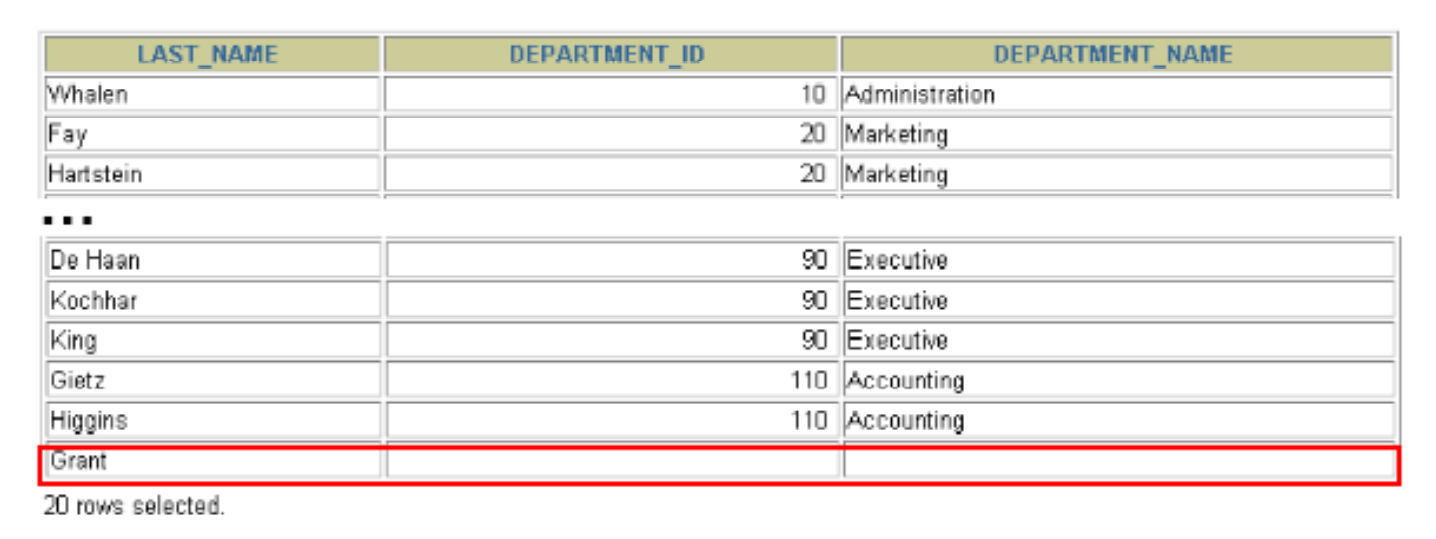 LAST_NAME DEPARTMENT_ID DEPARTMENT_NAME
Whalen 10 Administration
Fay 20 Marketing
Hartstein 20 Marketing
...
De Haan 90 Executive
Kochhar 90 Executive
King 90 Executive
Gietz 110 Accounting
Higgins 110 Accounting
Grant
20 rows selected.